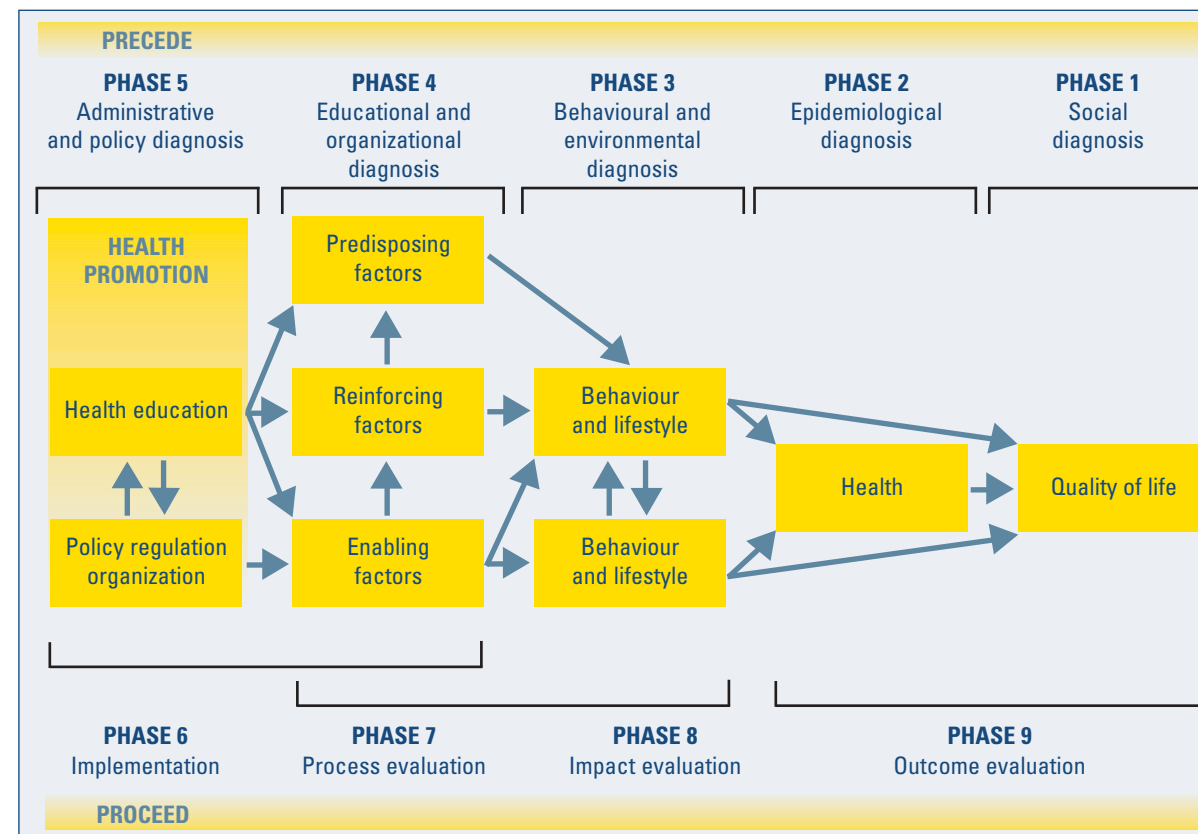 PRECEDE
PHASE 5
Administrative
and policy diagnosis
PHASE 4
Educational and
organizational
diagnosis
PHASE 3
Behavioural and
environmental
diagnosis
PHASE 2
Epidemiological
diagnosis
PHASE 1
Social
diagnosis
HEALTH
PROMOTION
Predisposing
factors
Health education
Reinforcing
factors
Behaviour
and lifestyle
Health
Quality of life
Policy regulation
organization
Enabling
factors
Behaviour
and lifestyle
PHASE 6
Implementation
PHASE 7
Process evaluation
PHASE 8
Impact evaluation
PHASE 9
Outcome evaluation
PROCEED